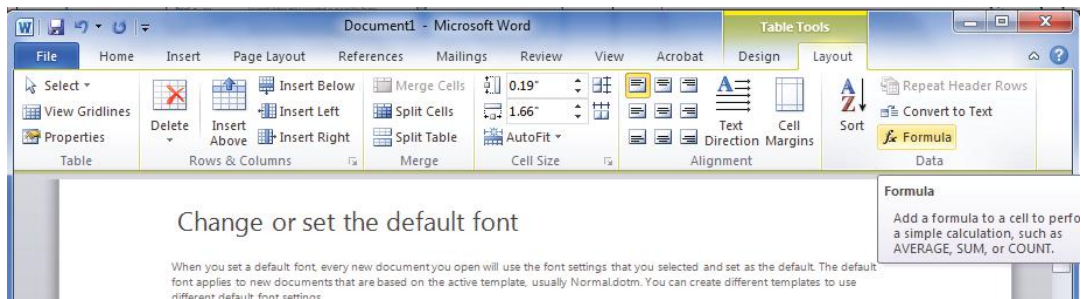 Document1 - Microsoft Word
Table Tools
File Home Insert Page Layout References Mailings Review View Acrobat Design Layout
Select
View Gridlines
Properties
Table
Delete
Insert Above
Insert Below
Insert Left
Insert Right
Rows & Columns
Merge Cells
Split Cells
Split Table
Merge
0.19"
1.66"
AutoFit
Cell Size
Text Direction
Cell Margins
Alignment
Sort
Repeat Header Rows
Convert to Text
fx Formula
Data
Formula
Add a formula to a cell to
a simple calculation, such as
AVERAGE, SUM, or COUNT.
Change or set the default font
When you set a default font, every new document you open will use the font settings that you selected and set as the default. The default
font applies to new documents that are based on the active template, usually Normal.dotm. You can create different templates to use
different default font settings